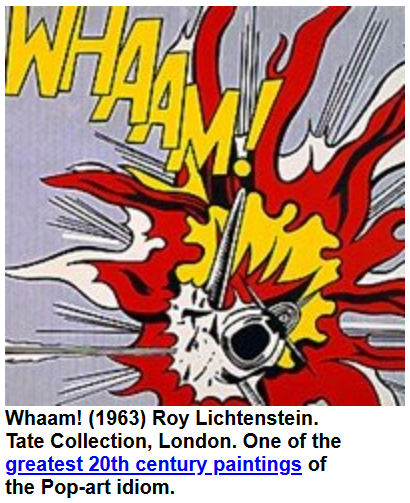 WHAAM!
Whaam! (1963) Roy Lichtenstein.
Tate Collection, London. One of the
greatest 20th century paintings of
the Pop-art idiom.